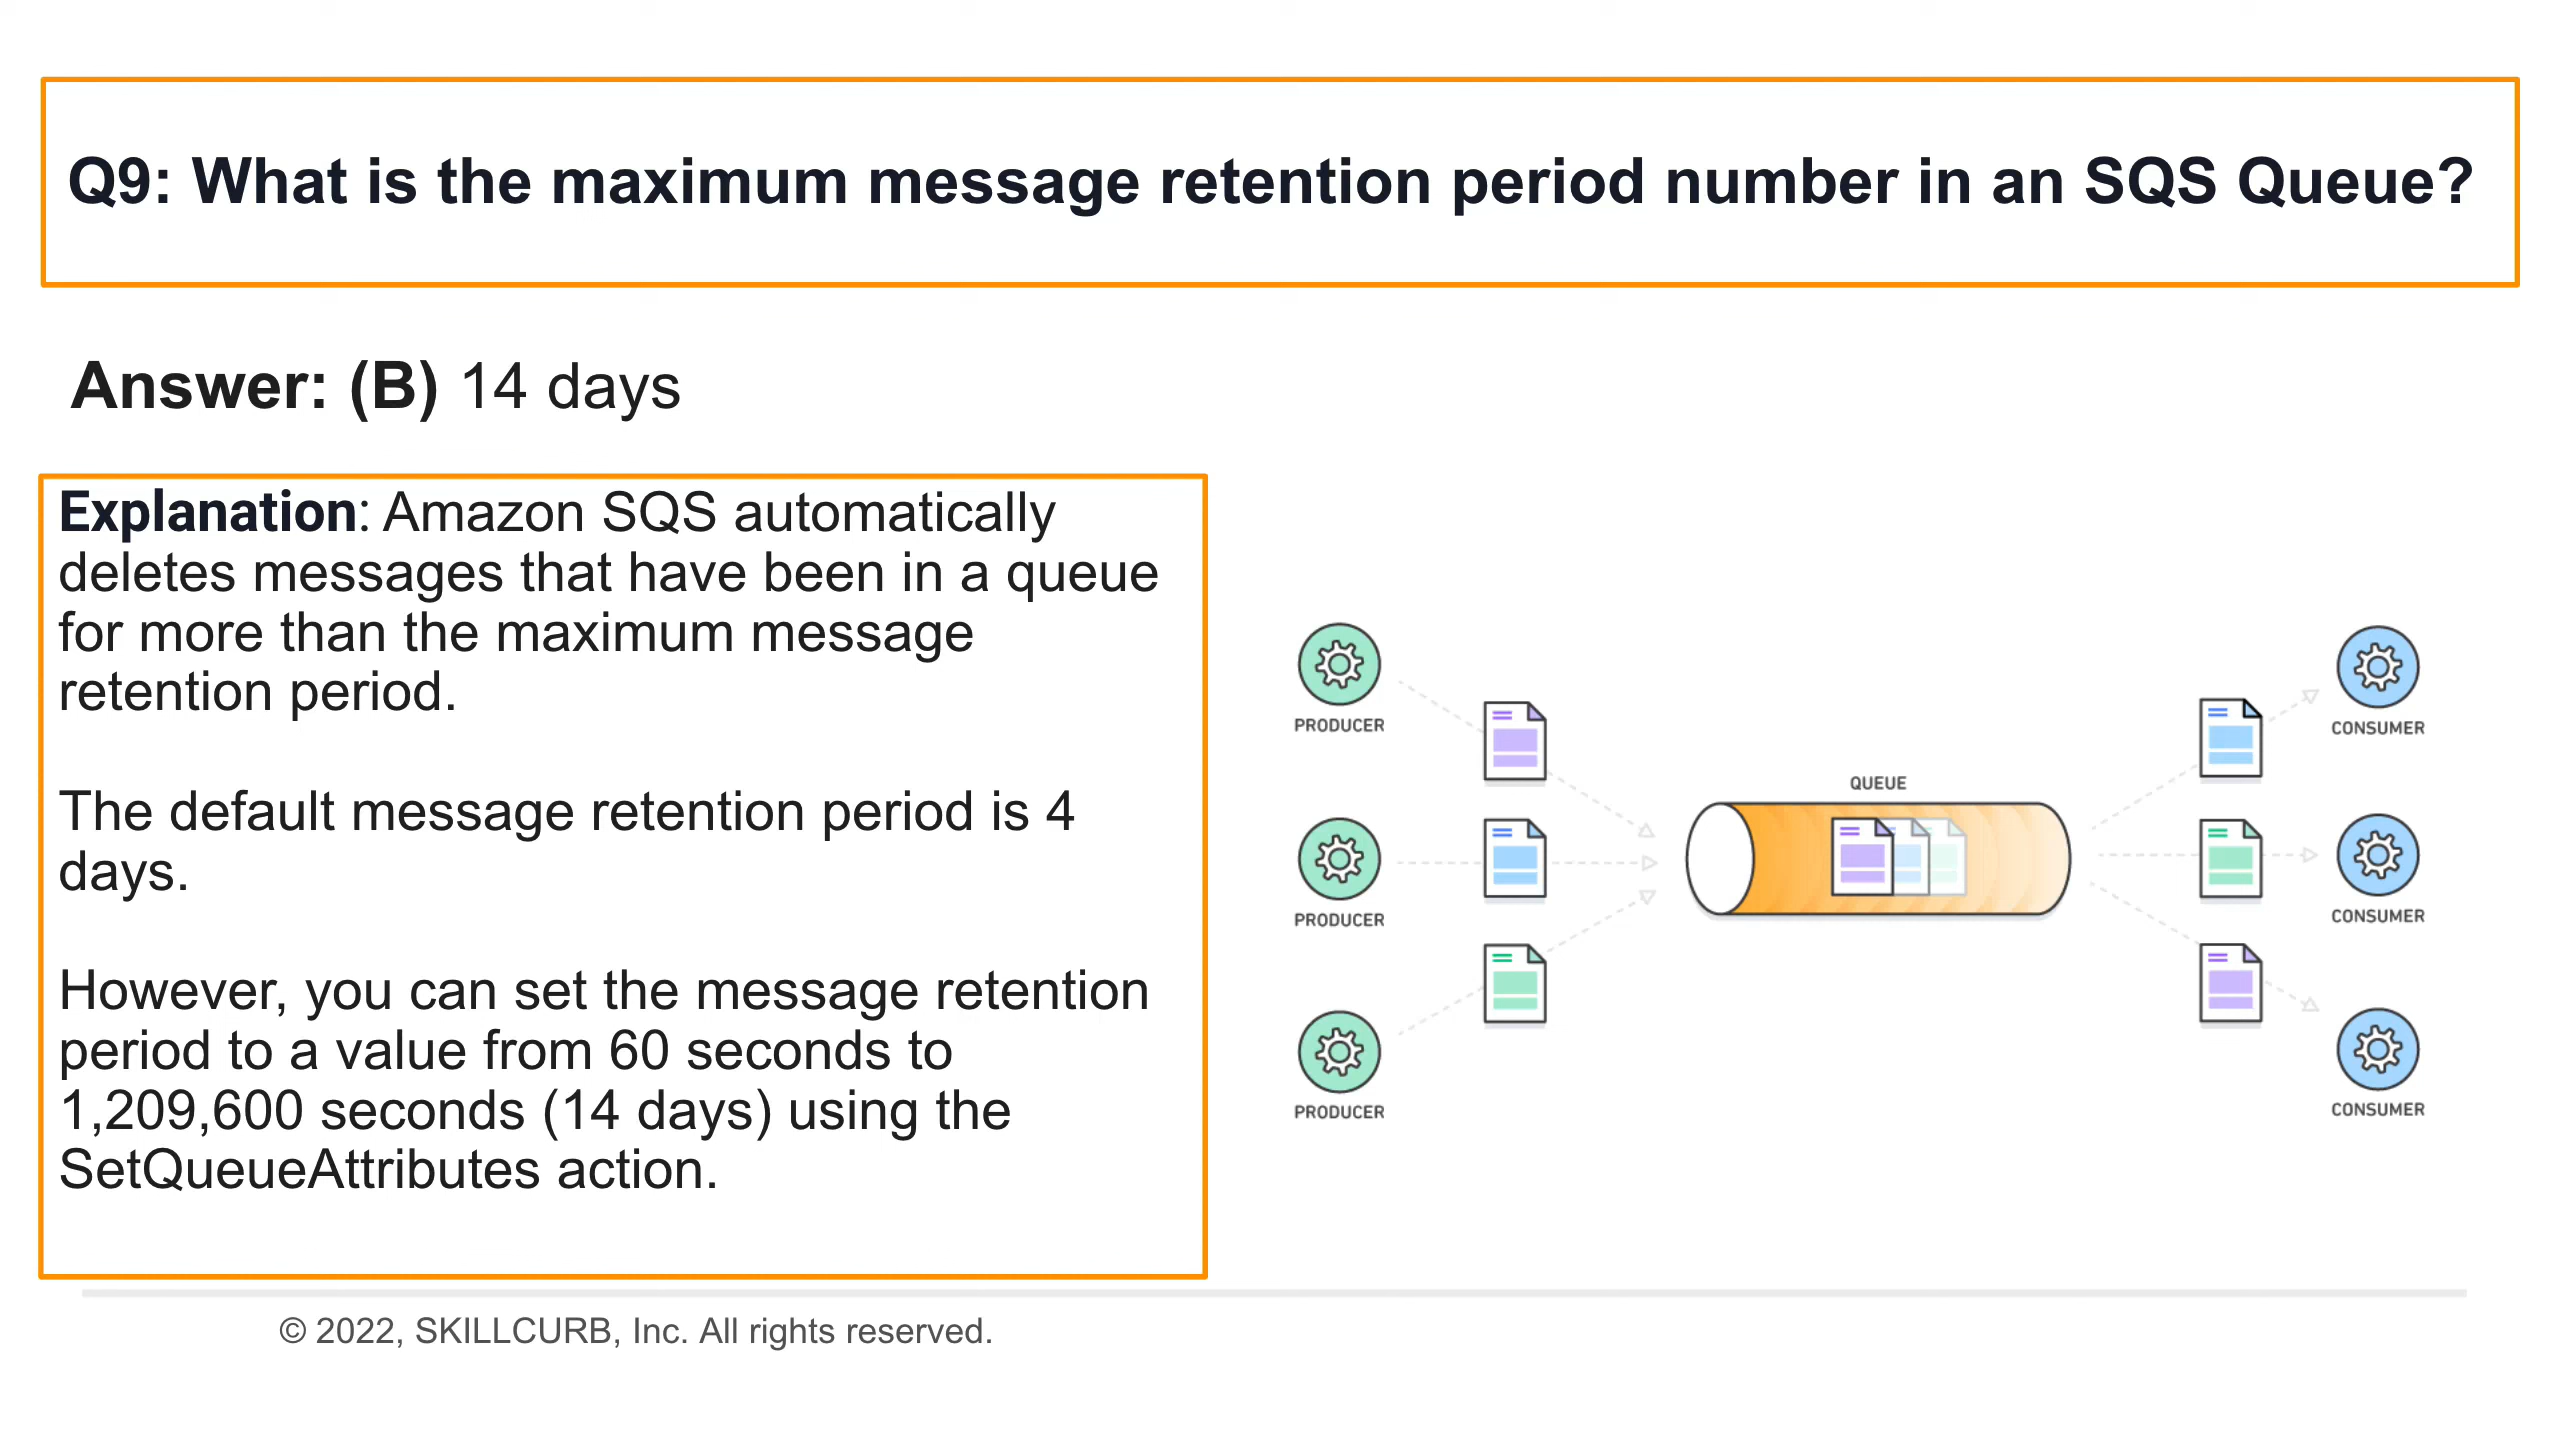 Q9: What is the maximum message retention period number in an SQS Queue?
Answer: (B) 14 days
Explanation: Amazon SQS automatically
deletes messages that have been in a queue
for more than the maximum message
retention period.
The default message retention period is 4
days.
However, you can set the message retention
period to a value from 60 seconds to
1,209,600 seconds (14 days) using the
SetQueueAttributes action.
PRODUCER
PRODUCER
PRODUCER
QUEUE
CONSUMER
CONSUMER
CONSUMER
© 2022, SKILLCURB, Inc. All rights reserved.